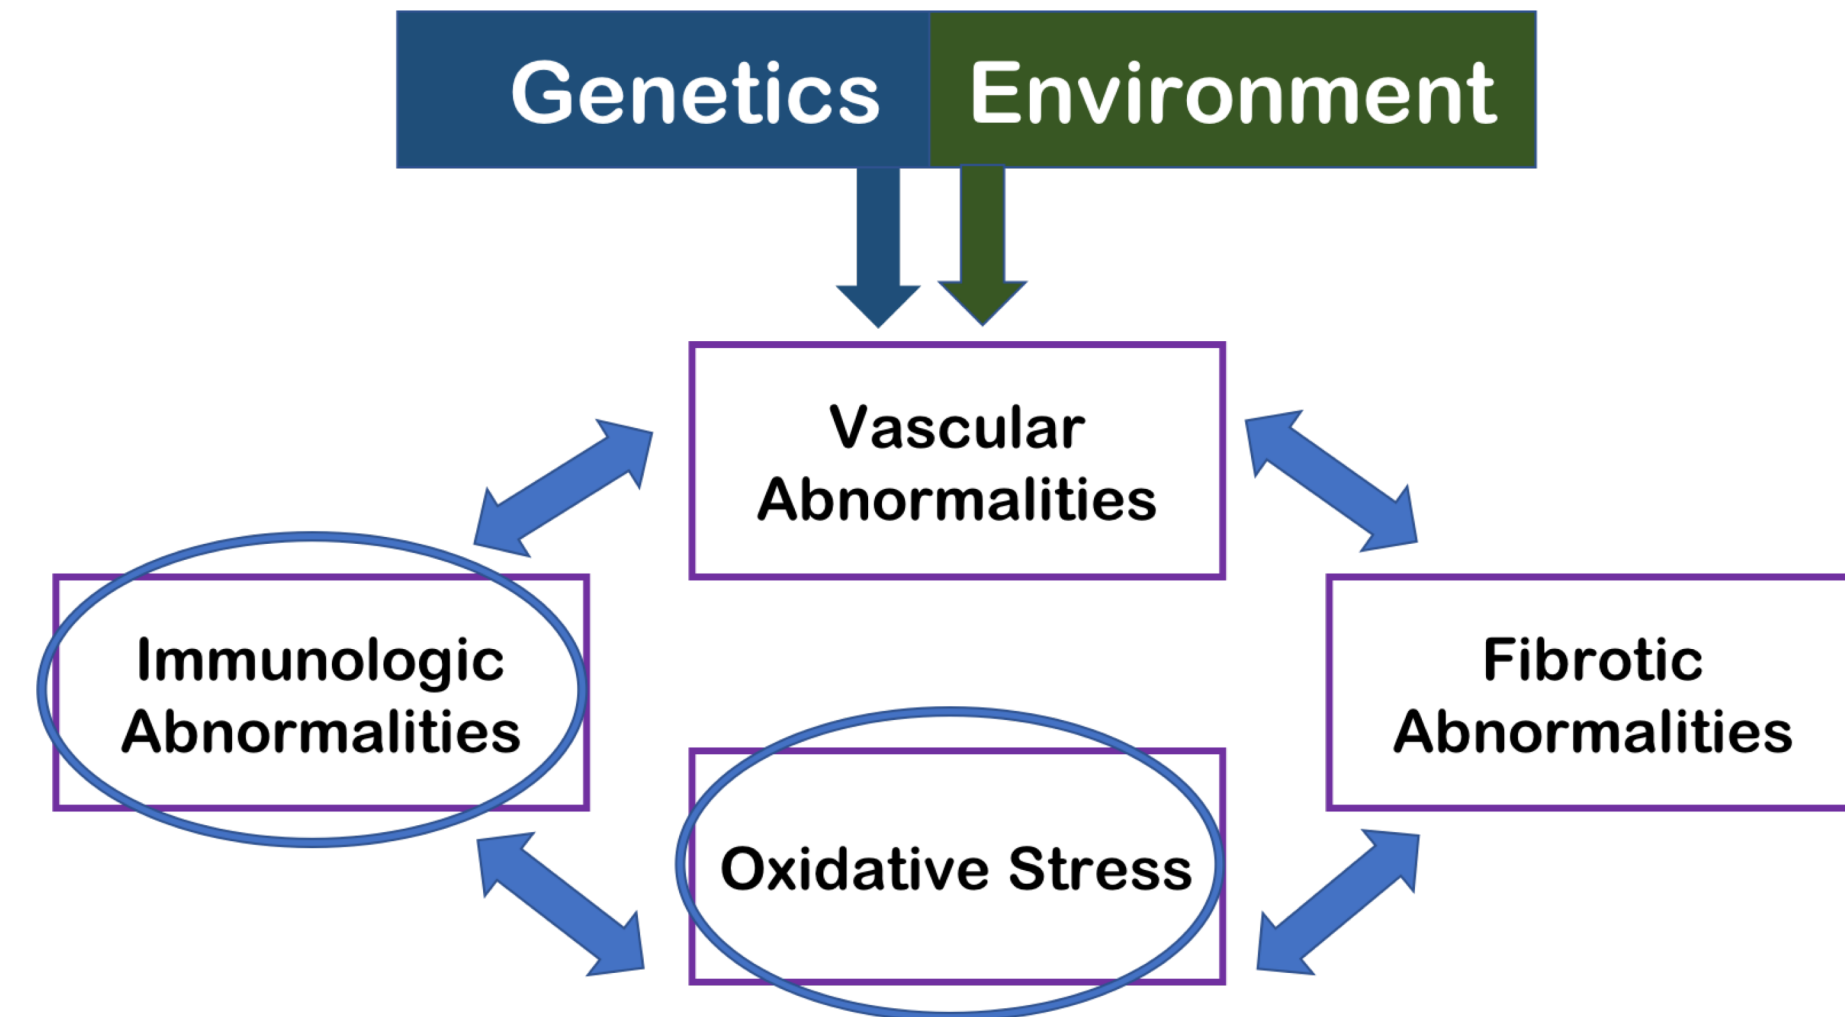 Genetics Environment
Vascular
Abnormalities
Immunologic
Abnormalities
Fibrotic
Abnormalities
Oxidative Stress